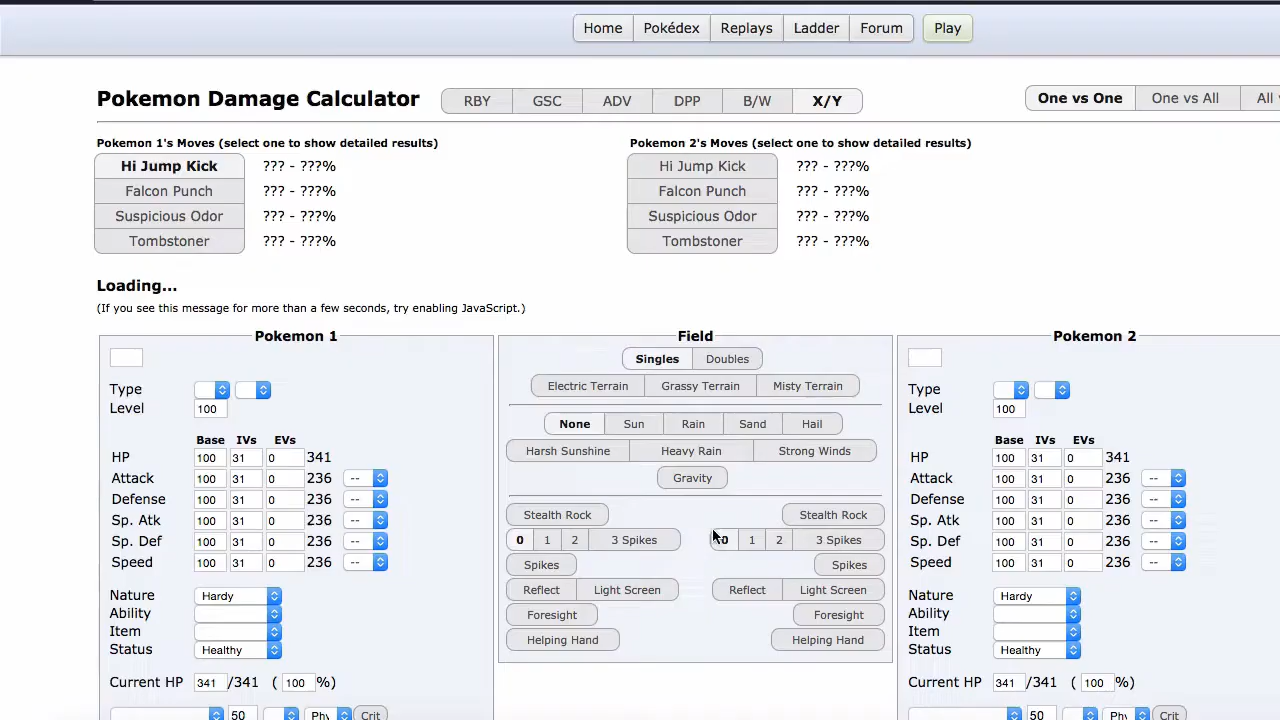 Home Pokédex Replays Ladder Forum Play
Pokemon Damage Calculator RBY GSC ADV DPP B/W X/Y One vs One One vs All All
Pokemon 1's Moves (select one to show detailed results) Pokemon 2's Moves (select one to show detailed results)
Hi Jump Kick ??? - ???% Hi Jump Kick ??? - ???%
Falcon Punch ??? - ???% Falcon Punch ??? - ???%
Suspicious Odor ??? - ???% Suspicious Odor ??? - ???%
Tombstoner ??? - ???% Tombstoner ??? - ???%
Loading...
(If you see this message for more than a few seconds, try enabling JavaScript.)
Pokemon 1
Type
Level 100
Base IVs EVs
HP 100 31 0 341
Attack 100 31 0 236 --
Defense 100 31 0 236 --
Sp. Atk 100 31 0 236 --
Sp. Def 100 31 0 236 --
Speed 100 31 0 236 --
Nature Hardy
Ability
Item
Status Healthy
Current HP 341 /341 ( 100 %)
50 Phy Crit
Field
Singles Doubles
Electric Terrain Grassy Terrain Misty Terrain
None Sun Rain Sand Hail
Harsh Sunshine Heavy Rain Strong Winds
Gravity
Stealth Rock Stealth Rock
0 1 2 3 Spikes 0 1 2 3 Spikes
Spikes Spikes
Reflect Light Screen Reflect Light Screen
Foresight Foresight
Helping Hand Helping Hand
Pokemon 2
Type
Level 100
Base IVs EVs
HP 100 31 0 341
Attack 100 31 0 236 --
Defense 100 31 0 236 --
Sp. Atk 100 31 0 236 --
Sp. Def 100 31 0 236 --
Speed 100 31 0 236 --
Nature Hardy
Ability
Item
Status Healthy
Current HP 341 /341 ( 100 %)
50 Phy Crit